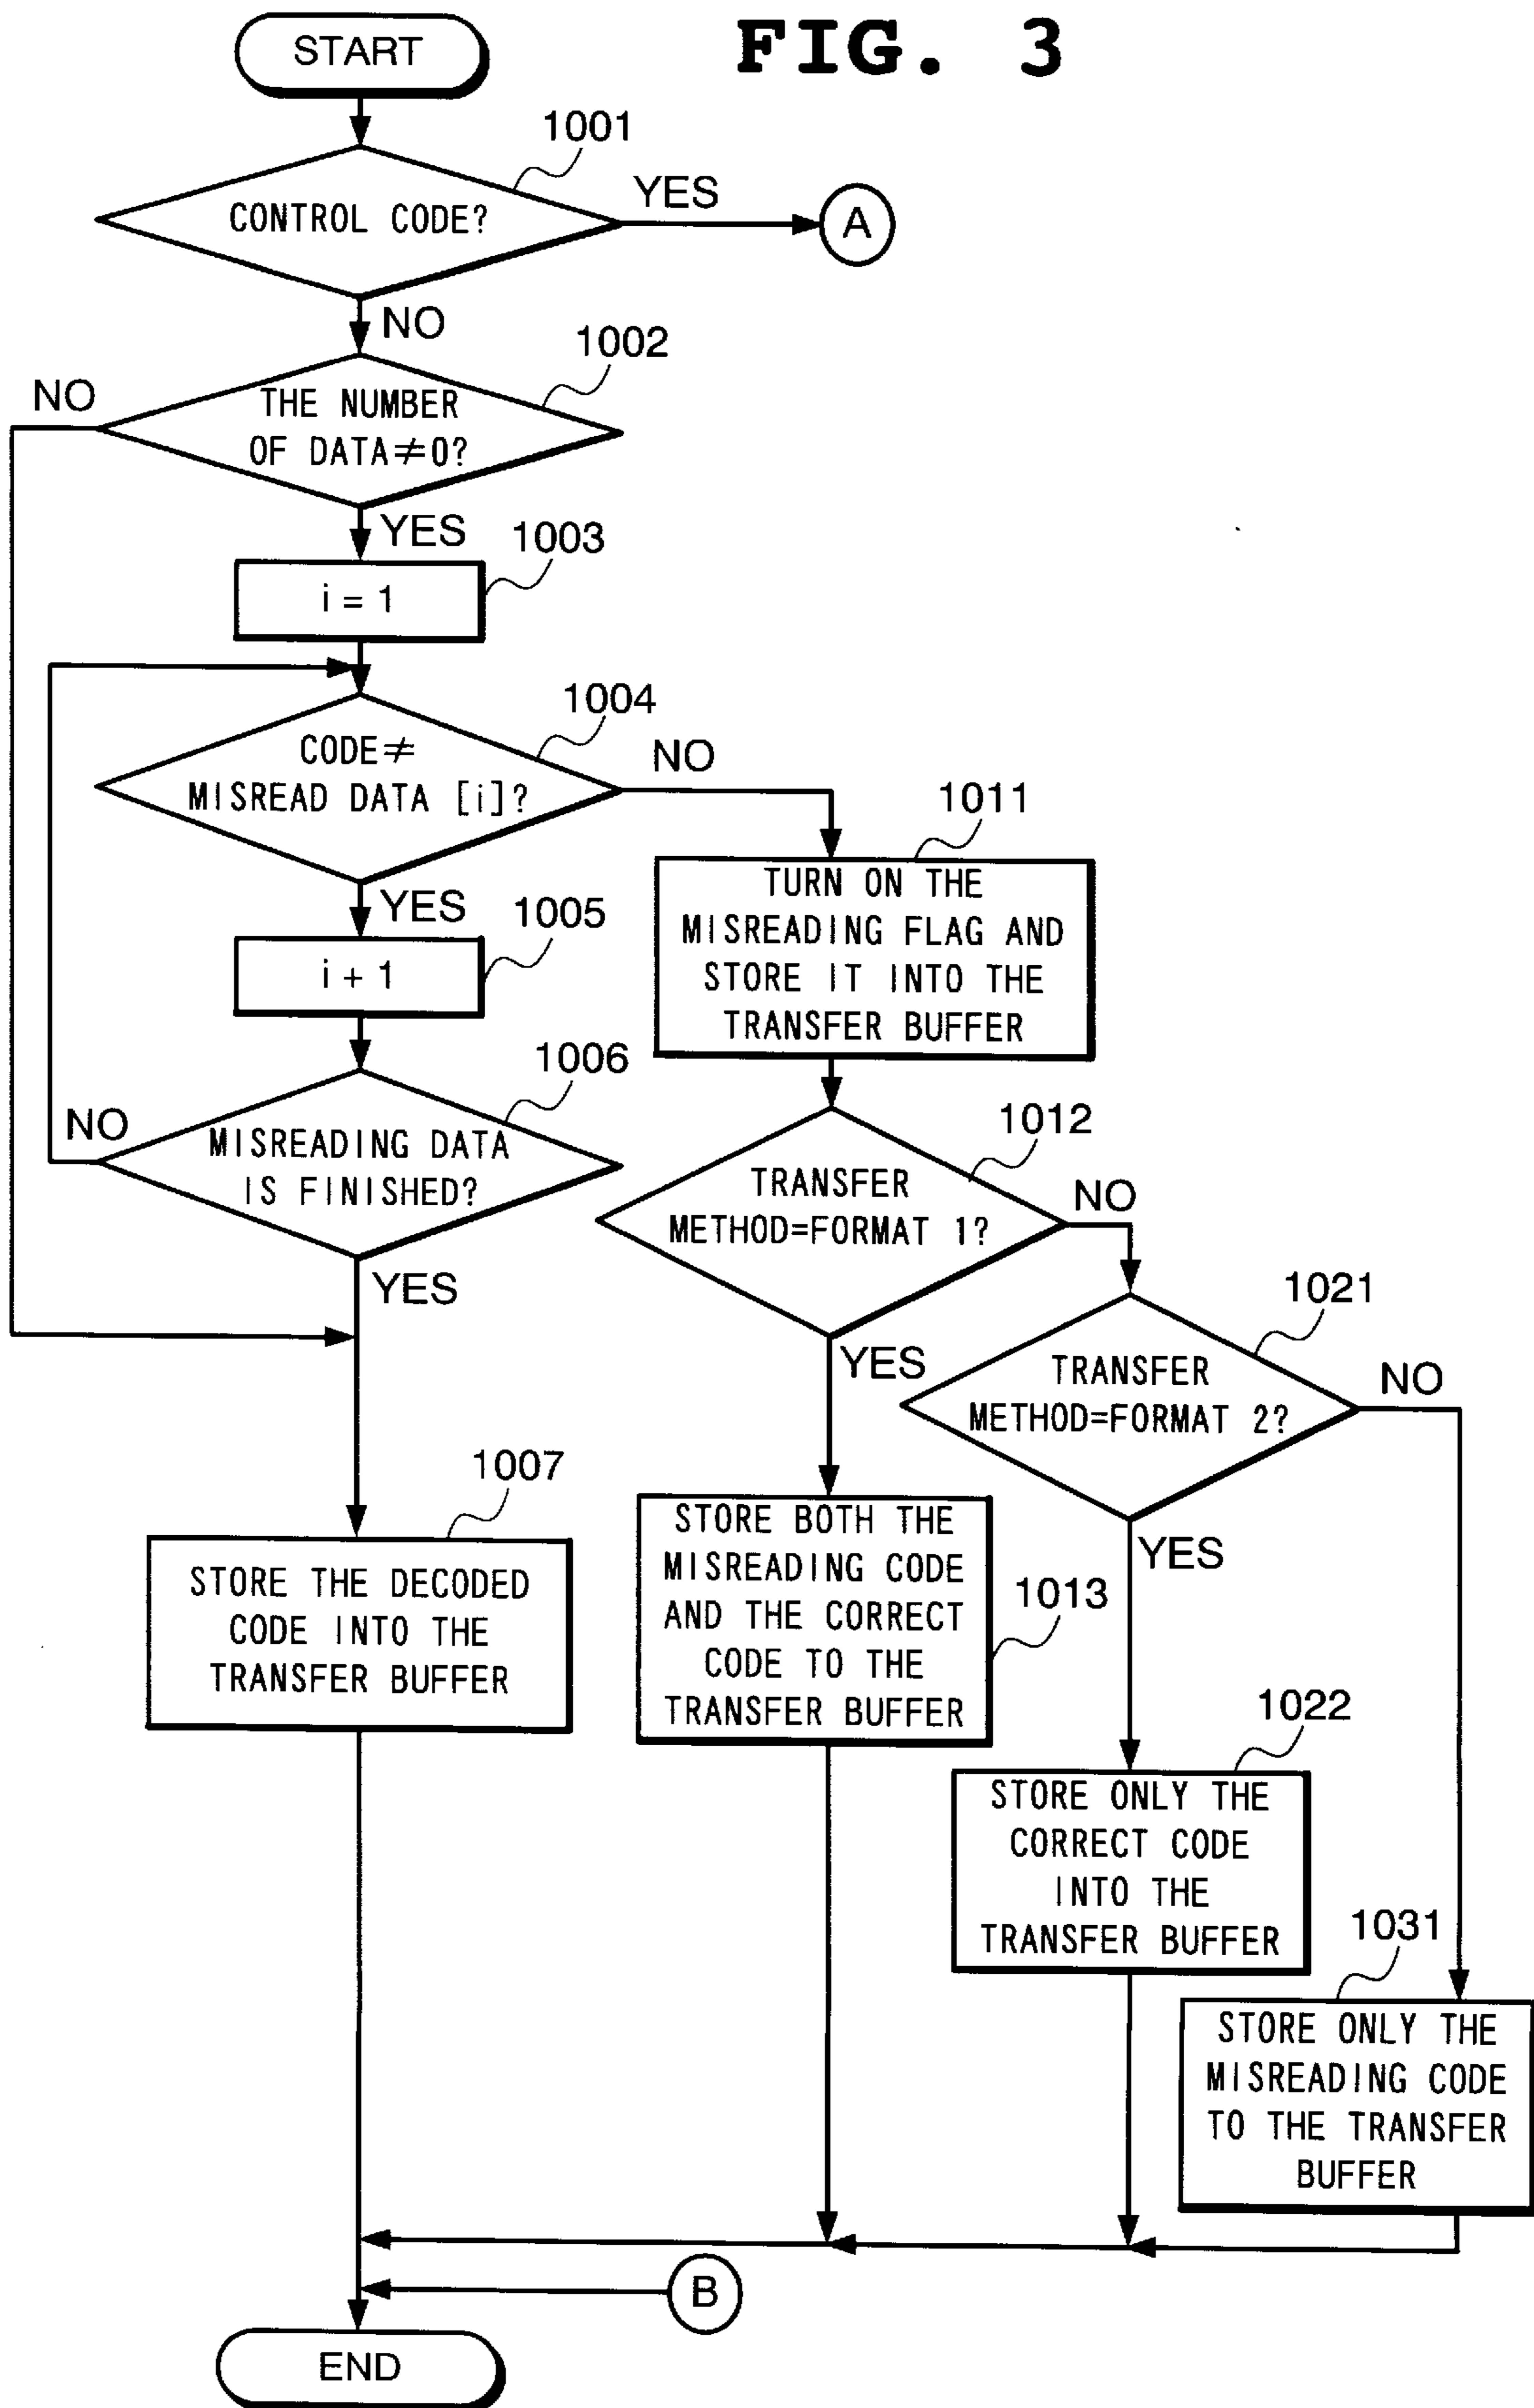 FIG. 3
START
1001
CONTROL CODE?
YES
A
NO
1002
THE NUMBER
OF DATA≠0?
NO
YES
1003
i = 1
1004
CODE≠
MISREAD DATA [i]?
NO
YES
1005
i + 1
1006
MISREADING DATA
IS FINISHED?
NO
YES
1007
STORE THE DECODED
CODE INTO THE
TRANSFER BUFFER
1011
TURN ON THE
MISREADING FLAG AND
STORE IT INTO THE
TRANSFER BUFFER
1012
TRANSFER
METHOD=FORMAT 1?
NO
YES
1013
STORE BOTH THE
MISREADING CODE
AND THE CORRECT
CODE TO THE
TRANSFER BUFFER
1021
TRANSFER
METHOD=FORMAT 2?
NO
YES
1022
STORE ONLY THE
CORRECT CODE
INTO THE
TRANSFER BUFFER
1031
STORE ONLY THE
MISREADING CODE
TO THE TRANSFER
BUFFER
B
END